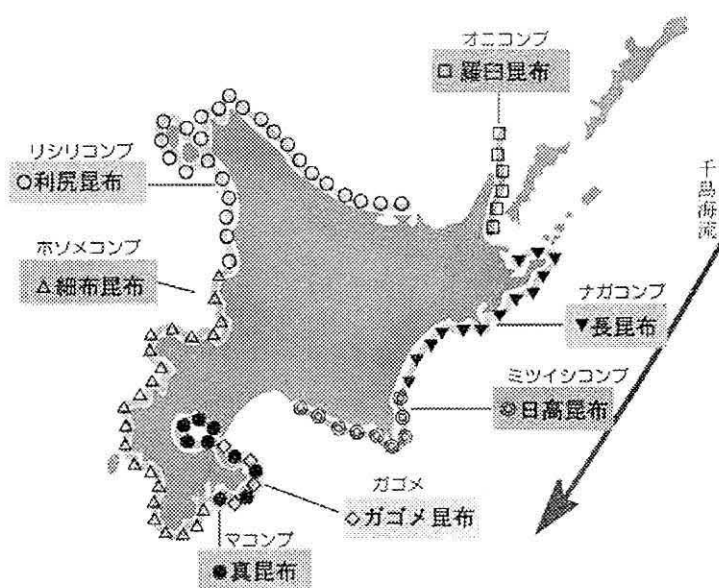 オニコンブ
□羅臼昆布
リシリコンブ
○利尻昆布
千島海流
ホソメコンブ
△細布昆布
ナガコンブ
▼長昆布
ミツイシコンブ
◎日高昆布
ガゴメ
◇ガゴメ昆布
マコンブ
●真昆布